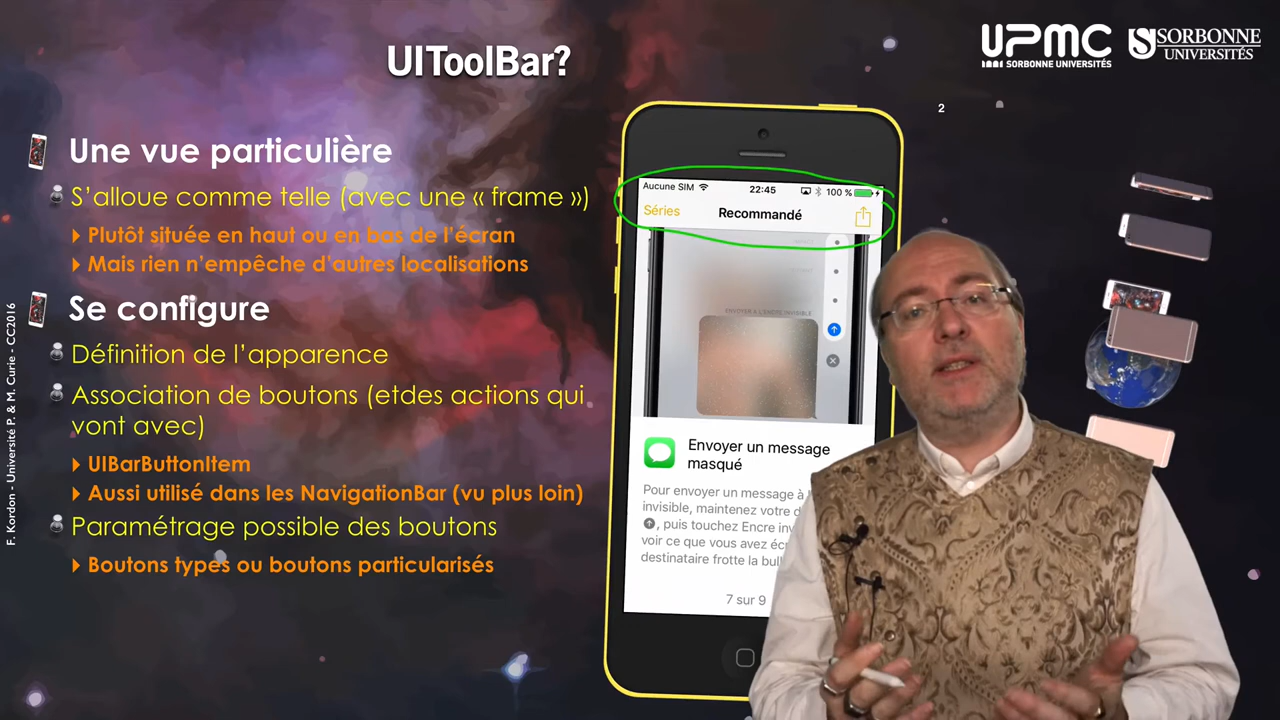 UIToolBar?
UPMC
SORBONNE UNIVERSITÉS
SORBONNE
UNIVERSITÉS
2
Une vue particulière
S’alloue comme telle (avec une « frame »)
Plutôt située en haut ou en bas de l’écran
Mais rien n’empêche d’autres localisations
Se configure
Définition de l’apparence
Association de boutons (etdes actions qui
vont avec)
UIBarButtonItem
Aussi utilisé dans les NavigationBar (vu plus loin)
Paramétrage possible des boutons
Boutons types ou boutons particularisés
F. Kordon - Université P. & M. Curie - CC2016
Aucune SIM 22:45 100 %
Séries Recommandé
Envoyer un message
masqué
Pour envoyer un message à
invisible, maintenez votre
, puis touchez Encre
voir ce que vous avez
destinataire frotte la
7 sur 9